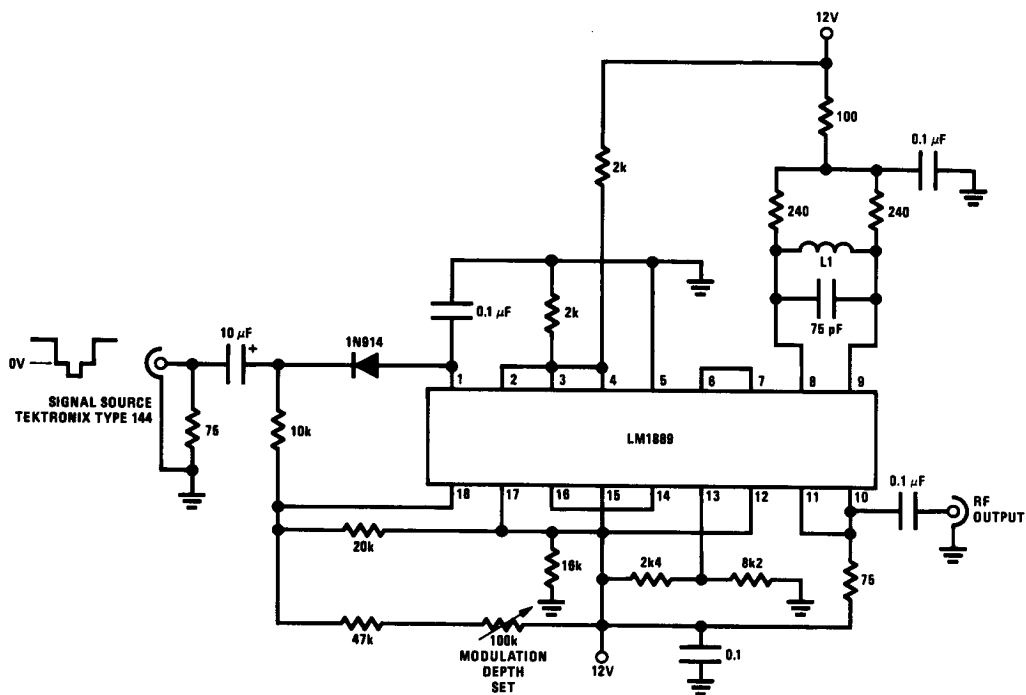 12V
100
0.1 μF
2k
240
240
L1
75 pF
0.1 μF
2k
10 μF
+
1N914
0V
SIGNAL SOURCE
TEKTRONIX TYPE 144
75
10k
1 2 3 4 5 6 7 8 9
LM1889
18 17 16 15 14 13 12 11 10
0.1 μF
RF
OUTPUT
20k
16k
2k4
8k2
75
47k
100k
MODULATION
DEPTH
SET
12V
0.1